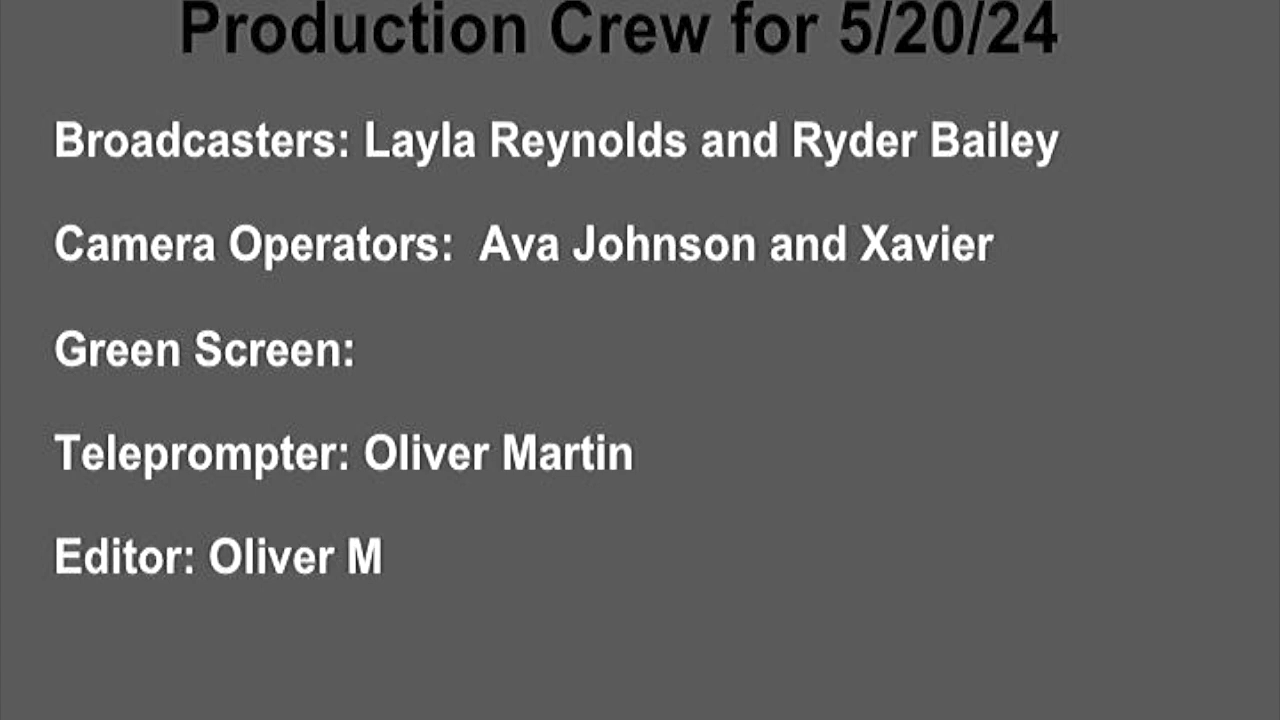 Production Crew for 5/20/24
Broadcasters: Layla Reynolds and Ryder Bailey
Camera Operators:  Ava Johnson and Xavier
Green Screen:
Teleprompter: Oliver Martin
Editor: Oliver M